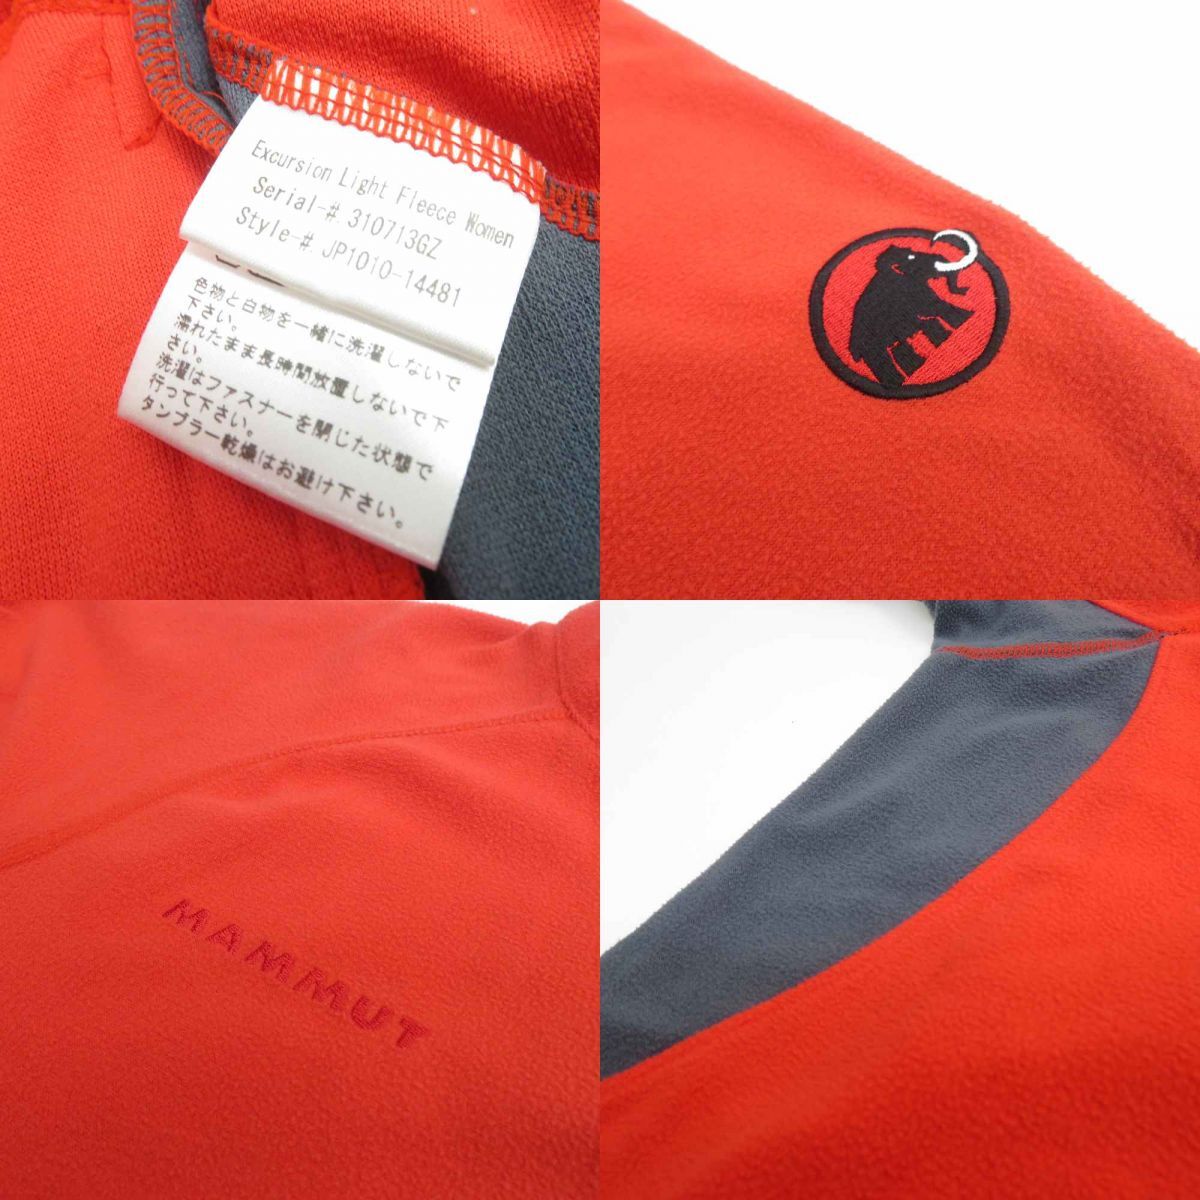 Excursion Light Fleece Women
Serial-# 310713GZ
Style-# JP1010-14481
色物と白物を一緒に洗濯しないで
下さい。
濡れたまま長時間放置しないで下
さい。
洗濯はファスナーを閉じた状態で
行って下さい。
タンブラー乾燥はお避け下さい。
MAMMUT